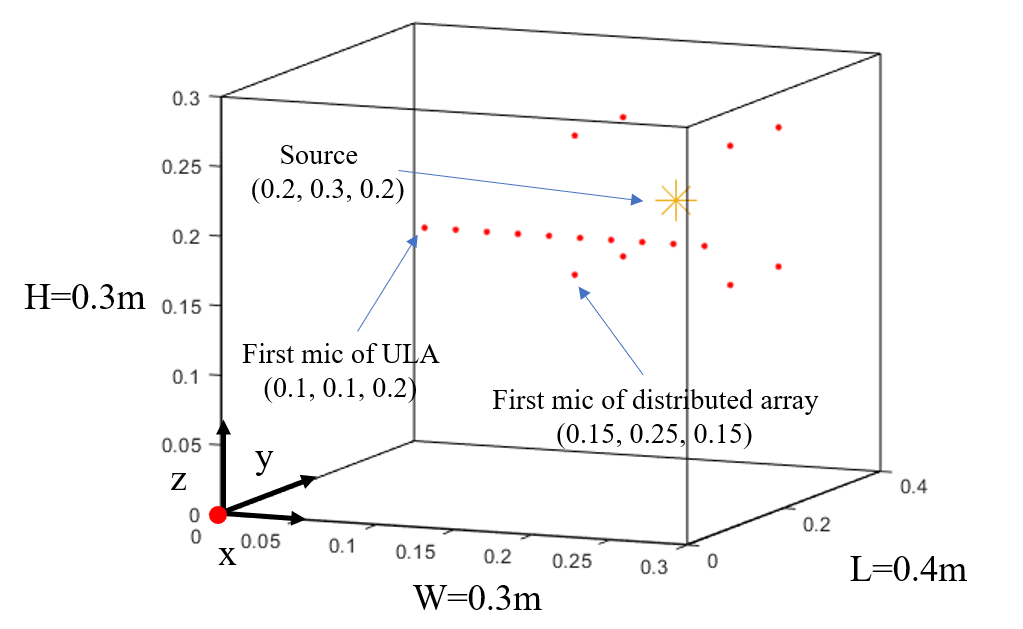 0.3
0.25
0.2
0.15
0.1
0.05
0
H=0.3m
Source
(0.2, 0.3, 0.2)
First mic of ULA
(0.1, 0.1, 0.2)
First mic of distributed array
(0.15, 0.25, 0.15)
z
y
x
0
0.05
0.1
0.15
0.2
0.25
0.3
W=0.3m
0
0.2
0.4
L=0.4m